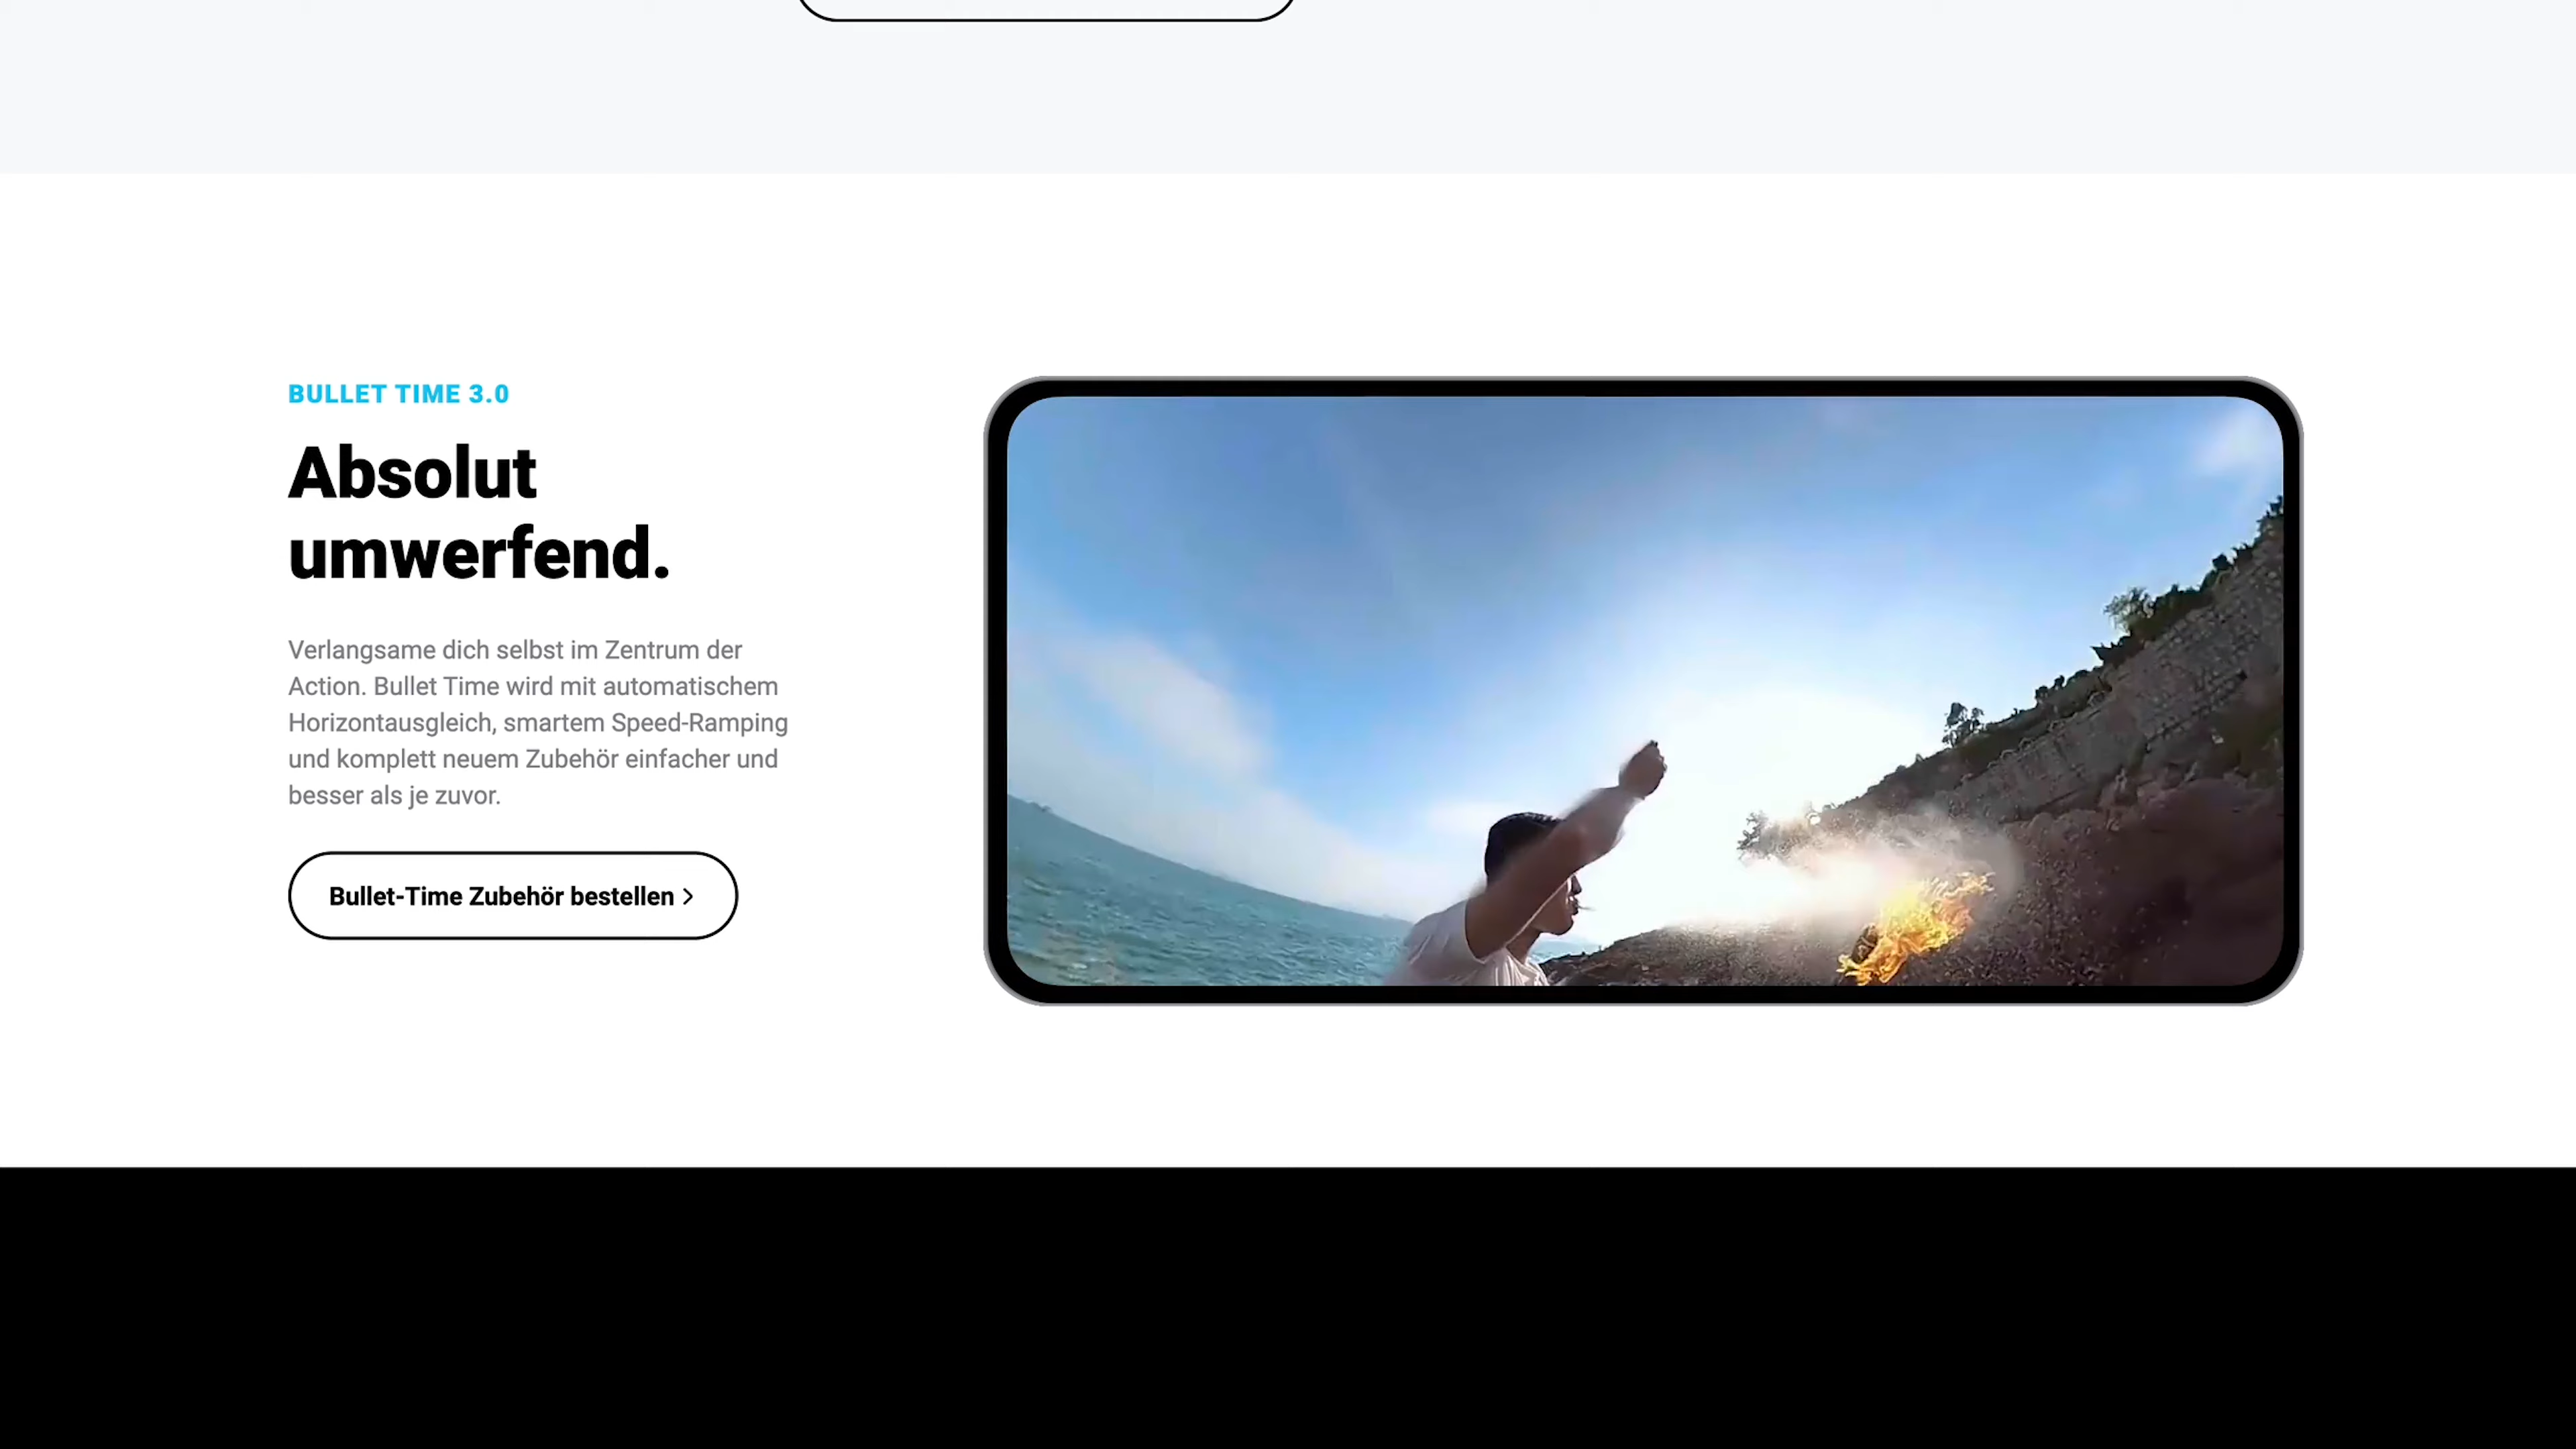 BULLET TIME 3.0
Absolut
umwerfend.
Verlangsame dich selbst im Zentrum der
Action. Bullet Time wird mit automatischem
Horizontausgleich, smartem Speed-Ramping
und komplett neuem Zubehör einfacher und
besser als je zuvor.
Bullet-Time Zubehör bestellen >